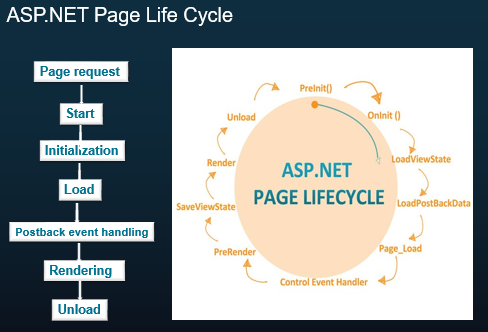 ASP.NET Page Life Cycle
Page request
Start
Initialization
Load
Postback event handling
Rendering
Unload
PreInit()
OnInit ()
LoadViewState
LoadPostBackData
Page_Load
Control Event Handler
PreRender
SaveViewState
Render
Unload
ASP.NET
PAGE LIFECYCLE